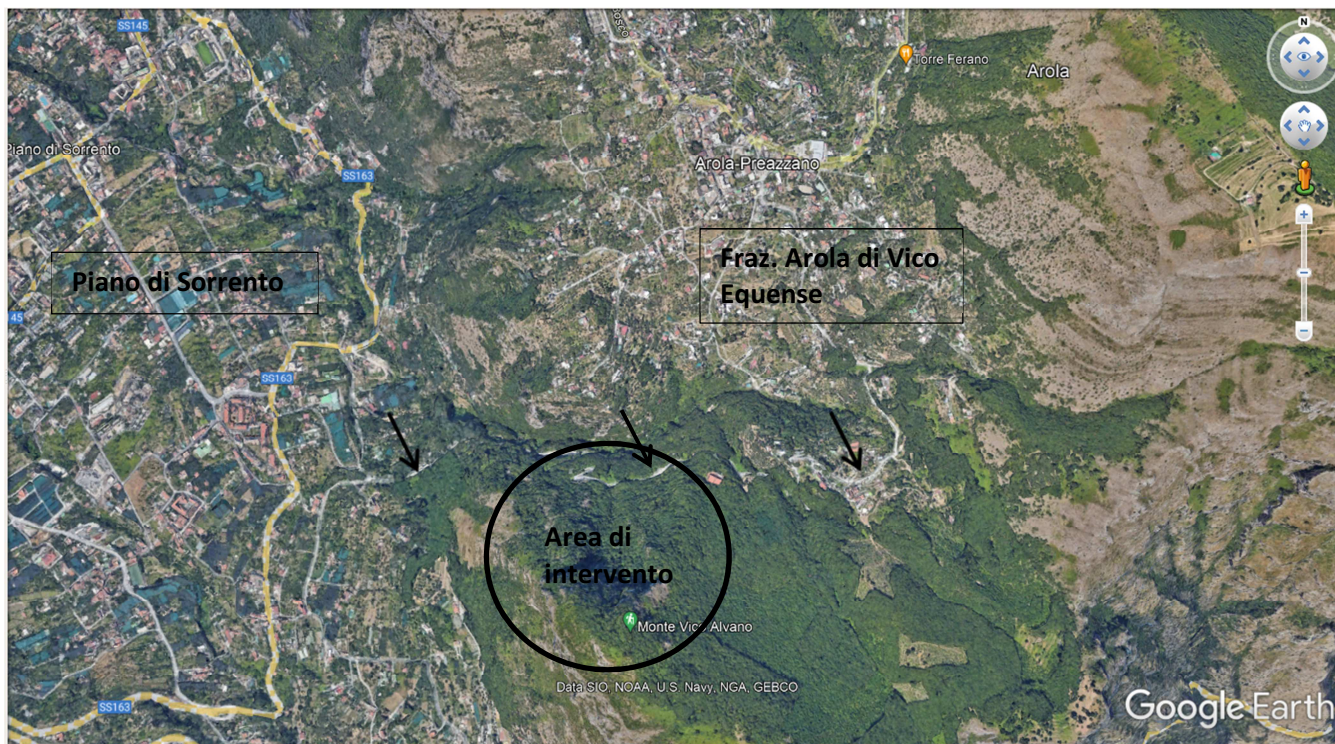 SS145
Bosco
N
Torre Ferano
Arola
Piano di Sorrento
Arola-Preazzano
SS163
Piano di Sorrento
Fraz. Arola di Vico
Equense
45
SS163
Area di
intervento
Monte Vico Alvano
Data SIO, NOAA, U.S. Navy, NGA, GEBCO
SS163
Google Earth